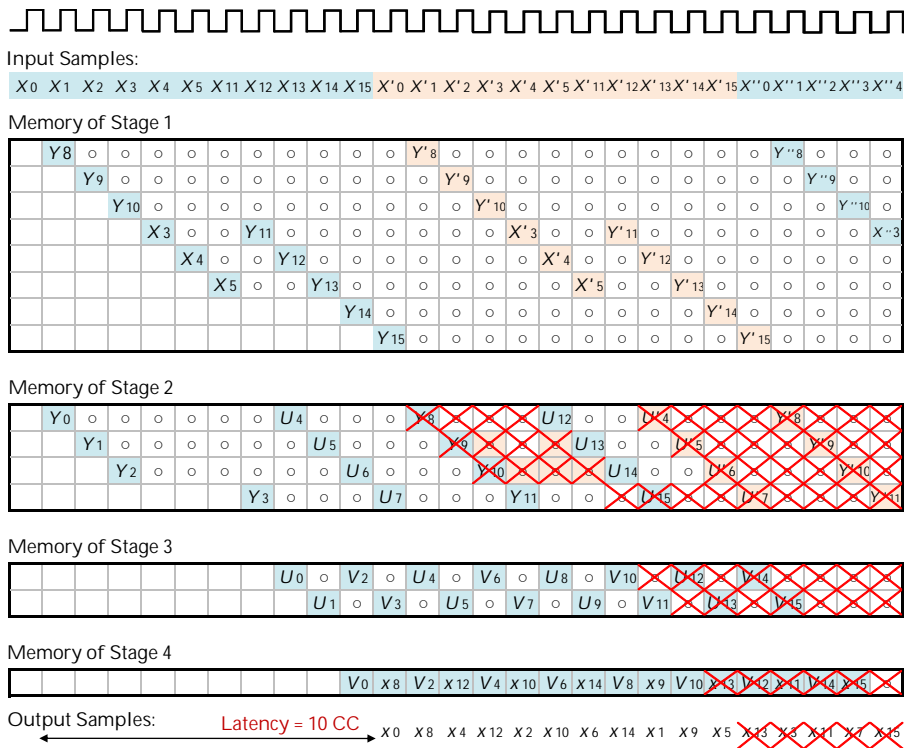 Input Samples:
X0 X1 X2 X3 X4 X5 X11 X12 X13 X14 X15 X'0 X'1 X'2 X'3 X'4 X'5 X'11 X'12 X'13 X'14 X'15 X''0 X''1 X''2 X''3 X''4
Memory of Stage 1
Y8 Y'8 Y''8
Y9 Y'9 Y''9
Y10 Y'10 Y''10
X3 Y11 X'3 Y'11 X''3
X4 Y12 X'4 Y'12
X5 Y13 X'5 Y'13
Y14 Y'14
Y15 Y'15
Memory of Stage 2
Y0 U4 Y8 U12 U'4 Y'8
Y1 U5 Y9 U13 U'5 Y'9
Y2 U6 Y10 U14 U'6 Y'10
Y3 U7 Y11 U15 U'7 Y'11
Memory of Stage 3
U0 V2 U4 V6 U8 V10 U12 V14
U1 V3 U5 V7 U9 V11 U13 V15
Memory of Stage 4
V0 x8 V2 x12 V4 x10 V6 x14 V8 x9 V10 x13 V12 x11 V14 x15
Output Samples:
Latency = 10 CC
x0 x8 x4 x12 x2 x10 x6 x14 x1 x9 x5 x13 x3 x11 x7 x15